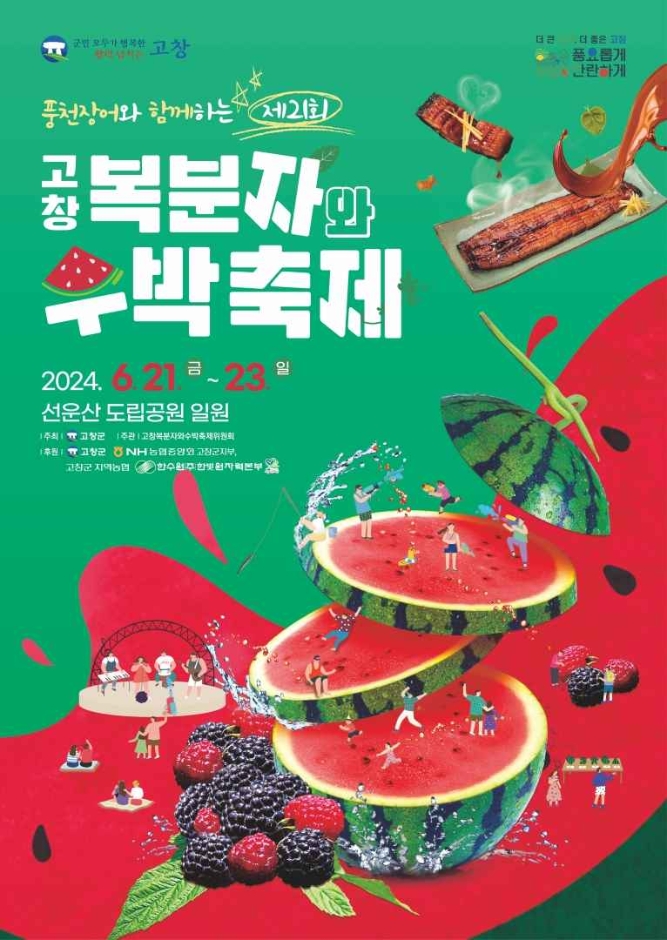 군민 모두가 행복한
고창
더 큰 더 좋은 고창
풍요롭게
풍천장어와 함께하는 제21회
고창 복분자와
수박축제
2024. 6. 21. 금 ~ 23. 일
선운산 도립공원 일원
주최 | 고창군 주관 | 고창복분자와수박축제위원회
후원 | 고창군 NH농협중앙회 고창군지부,
고창군 지역농협 한수원(주)한빛원자력본부